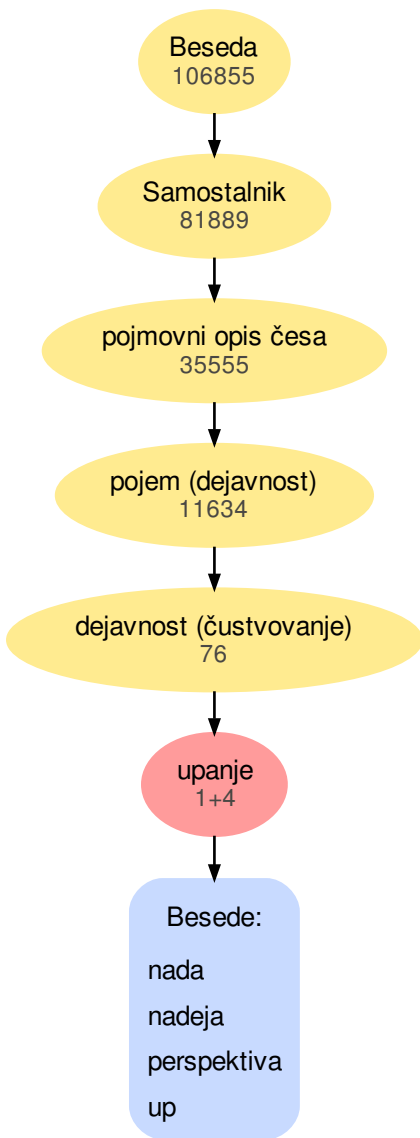 Beseda
106855
Samostalnik
81889
pojmovni opis česa
35555
pojem (dejavnost)
11634
dejavnost (čustvovanje)
76
upanje
1+4
Besede:
nada
nadeja
perspektiva
up